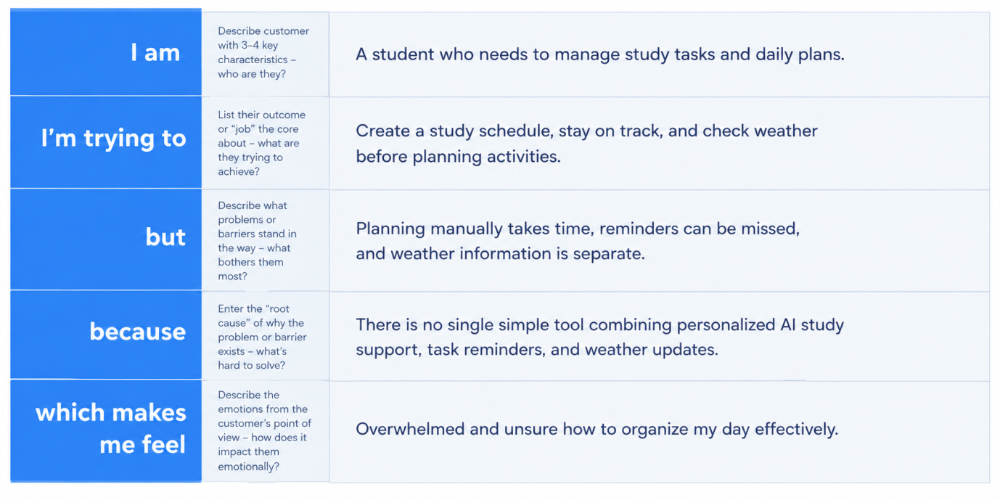 I am
Describe customer
with 3–4 key
characteristics –
who are they?
A student who needs to manage study tasks and daily plans.
I’m trying to
List their outcome
or “job” the core
about – what are
they trying to
achieve?
Create a study schedule, stay on track, and check weather
before planning activities.
but
Describe what
problems or
barriers stand in
the way – what
bothers them
most?
Planning manually takes time, reminders can be missed,
and weather information is separate.
because
Enter the “root
cause” of why the
problem or barrier
exists – what’s
hard to solve?
There is no single simple tool combining personalized AI study
support, task reminders, and weather updates.
which makes
me feel
Describe the
emotions from the
customer’s point of
view – how does it
impact them
emotionally?
Overwhelmed and unsure how to organize my day effectively.